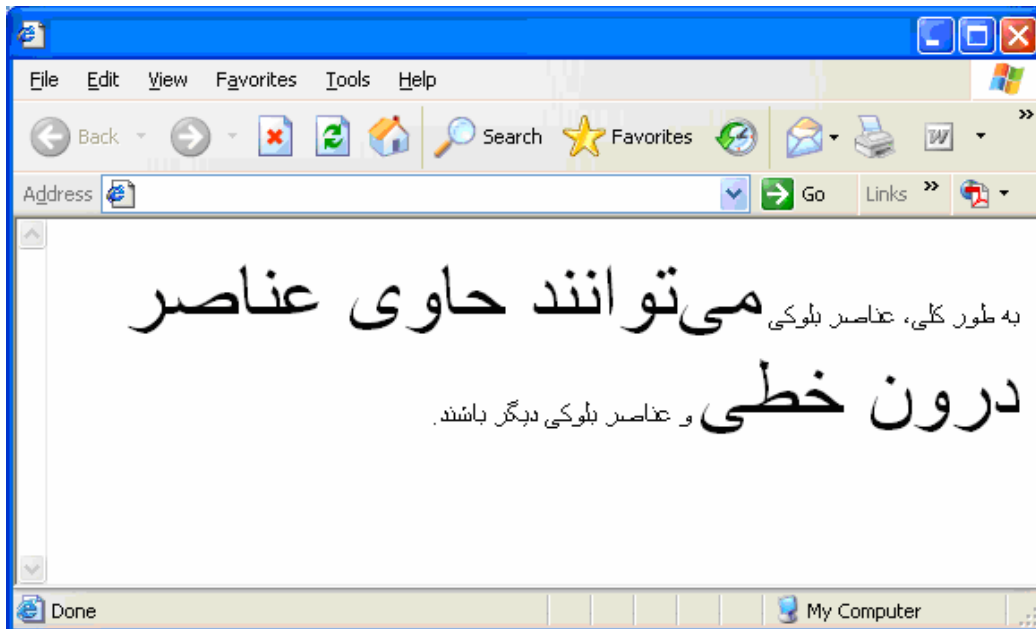 File Edit View Favorites Tools Help
Back Search Favorites W
Address Go Links
به طور کلی، عناصر بلوکی می‌توانند حاوی عناصر
درون خطی و عناصر بلوکی دیگر باشند.
Done My Computer